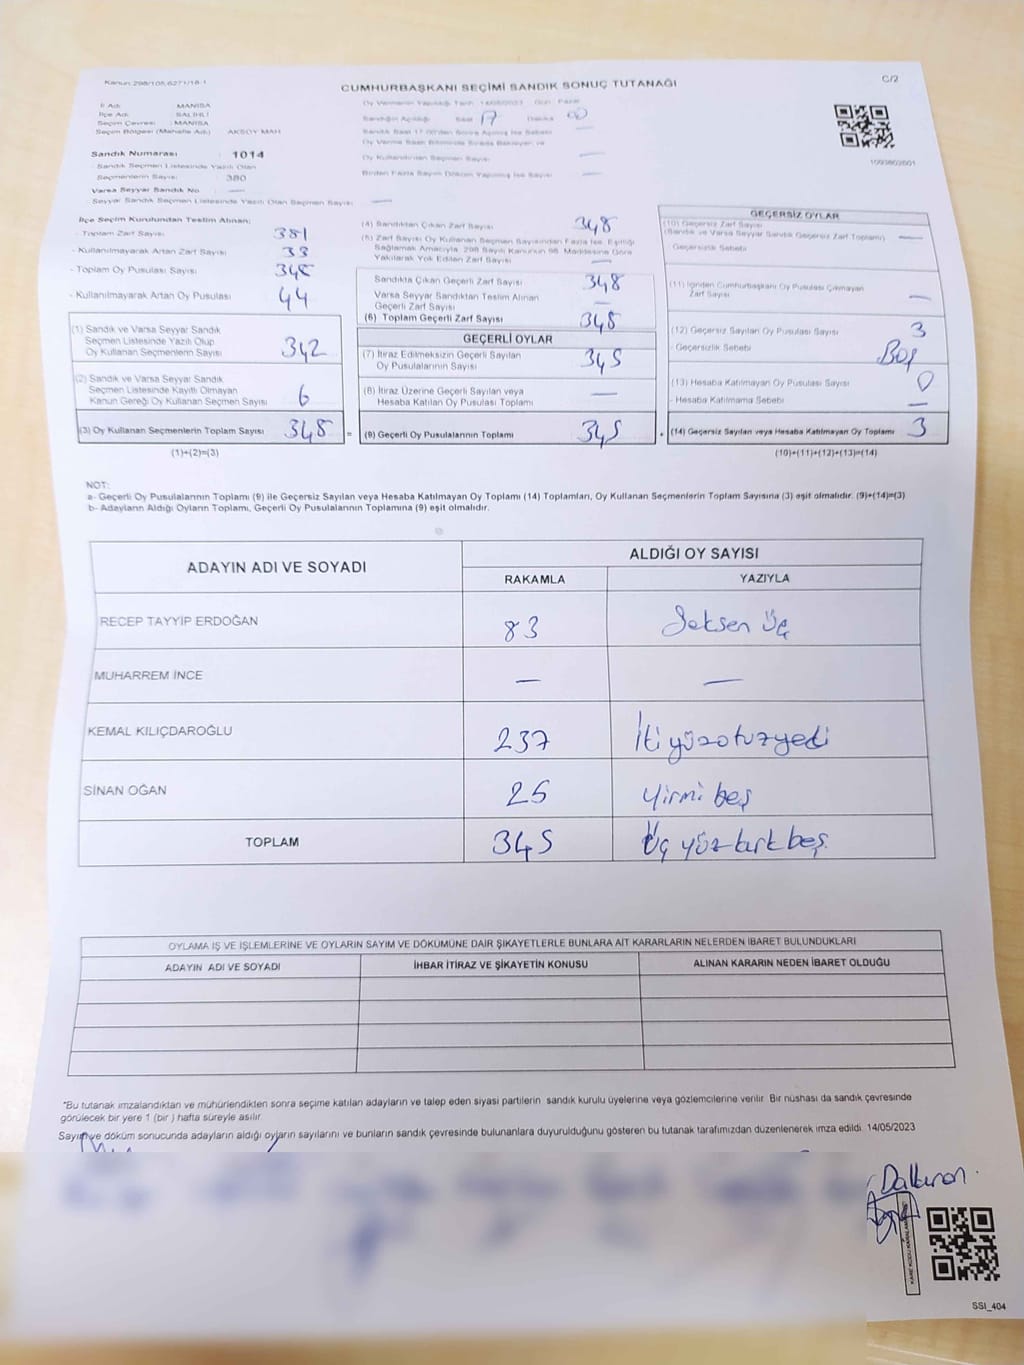 Kanun:298/105,6271/18-1
C/2
CUMHURBAŞKANI SEÇİMİ SANDIK SONUÇ TUTANAĞI
İl Adı : MANİSA
İlçe Adı : SALİHLİ
Seçim Çevresi : MANİSA
Seçim Bölgesi (Mahalle Adı) : AKSOY MAH
Sandık Numarası : 1014
Sandık Seçmen Listesinde Yazılı Olan
Seçmenlerin Sayısı : 380
Varsa Seyyar Sandık No : —
Seyyar Sandık Seçmen Listesinde Yazılı Olan Seçmen Sayısı : —
Oy Vermenin Yapıldığı Tarih : 14/05/2023 Gün : Pazar
Sandığın Açıldığı Saat 17 Dakika 00
Sandık Saat 17.00'den Sonra Açılmış İse Sebebi —
Oy Verme Saati Bitiminde Sırada Bekleyen ve
Oy Kullandırılan Seçmen Sayısı —
Birden Fazla Sayım Döküm Yapılmış İse Sayısı —
1093802601
İlçe Seçim Kurulundan Teslim Alınan;
- Toplam Zarf Sayısı 381
- Kullanılmayarak Artan Zarf Sayısı 33
- Toplam Oy Pusulası Sayısı
- Kullanılmayarak Artan Oy Pusulası 44
(1) Sandık ve Varsa Seyyar Sandık
Seçmen Listesinde Yazılı Olup
Oy Kullanan Seçmenlerin Sayısı 342
(2) Sandık ve Varsa Seyyar Sandık
Seçmen Listesinde Kayıtlı Olmayan
Kanun Gereği Oy Kullanan Seçmen Sayısı 6
(3) Oy Kullanan Seçmenlerin Toplam Sayısı 348 =
(1)+(2)=(3)
(4) Sandıktan Çıkan Zarf Sayısı 348
(5) Zarf Sayısı Oy Kullanan Seçmen Sayısından Fazla İse, Eşitliği
Sağlamak Amacıyla, 298 Sayılı Kanunun 98. Maddesine Göre
Yakılarak Yok Edilen Zarf Sayısı —
Sandıkta Çıkan Geçerli Zarf Sayısı 348
Varsa Seyyar Sandıktan Teslim Alınan
Geçerli Zarf Sayısı —
(6) Toplam Geçerli Zarf Sayısı 348
GEÇERLİ OYLAR
(7) İtiraz Edilmeksizin Geçerli Sayılan
Oy Pusulalarının Sayısı 345
(8) İtiraz Üzerine Geçerli Sayılan veya
Hesaba Katılan Oy Pusulası Toplamı —
(9) Geçerli Oy Pusulalarının Toplamı 345 +
GEÇERSİZ OYLAR
(10) Geçersiz Zarf Sayısı
(Sandık ve Varsa Seyyar Sandık Geçersiz Zarf Toplamı) —
Geçersizlik Sebebi
(11) İçinden Cumhurbaşkanı Oy Pusulası Çıkmayan
Zarf Sayısı —
(12) Geçersiz Sayılan Oy Pusulası Sayısı 3
- Geçersizlik Sebebi Boş
(13) Hesaba Katılmayan Oy Pusulası Sayısı 0
- Hesaba Katılmama Sebebi —
(14) Geçersiz Sayılan veya Hesaba Katılmayan Oy Toplamı 3
(10)+(11)+(12)+(13)=(14)
NOT:
a- Geçerli Oy Pusulalarının Toplamı (9) ile Geçersiz Sayılan veya Hesaba Katılmayan Oy Toplamı (14) Toplamları, Oy Kullanan Seçmenlerin Toplam Sayısına (3) eşit olmalıdır. (9)+(14)=(3)
b- Adayların Aldığı Oyların Toplamı, Geçerli Oy Pusulalarının Toplamına (9) eşit olmalıdır.
ADAYIN ADI VE SOYADI
ALDIĞI OY SAYISI
RAKAMLA YAZIYLA
RECEP TAYYİP ERDOĞAN 83 Seksen Üç
MUHARREM İNCE — —
KEMAL KILIÇDAROĞLU 237 İki yüzotuzyedi
SİNAN OĞAN 25 yirmi beş
TOPLAM 345 Üç yüz kırk beş.
OYLAMA İŞ VE İŞLEMLERİNE VE OYLARIN SAYIM VE DÖKÜMÜNE DAİR ŞİKAYETLERLE BUNLARA AİT KARARLARIN NELERDEN İBARET BULUNDUKLARI
ADAYIN ADI VE SOYADI İHBAR İTİRAZ VE ŞİKAYETİN KONUSU ALINAN KARARIN NEDEN İBARET OLDUĞU
*Bu tutanak imzalandıktan ve mühürlendikten sonra seçime katılan adayların ve talep eden siyasi partilerin sandık kurulu üyelerine veya gözlemcilerine verilir. Bir nüshası da sandık çevresinde
görülecek bir yere 1 (bir ) hafta süreyle asılır.
Sayım ve döküm sonucunda adayların aldığı oyların sayılarını ve bunların sandık çevresinde bulunanlara duyurulduğunu gösteren bu tutanak tarafımızdan düzenlenerek imza edildi. 14/05/2023
SSİ_404